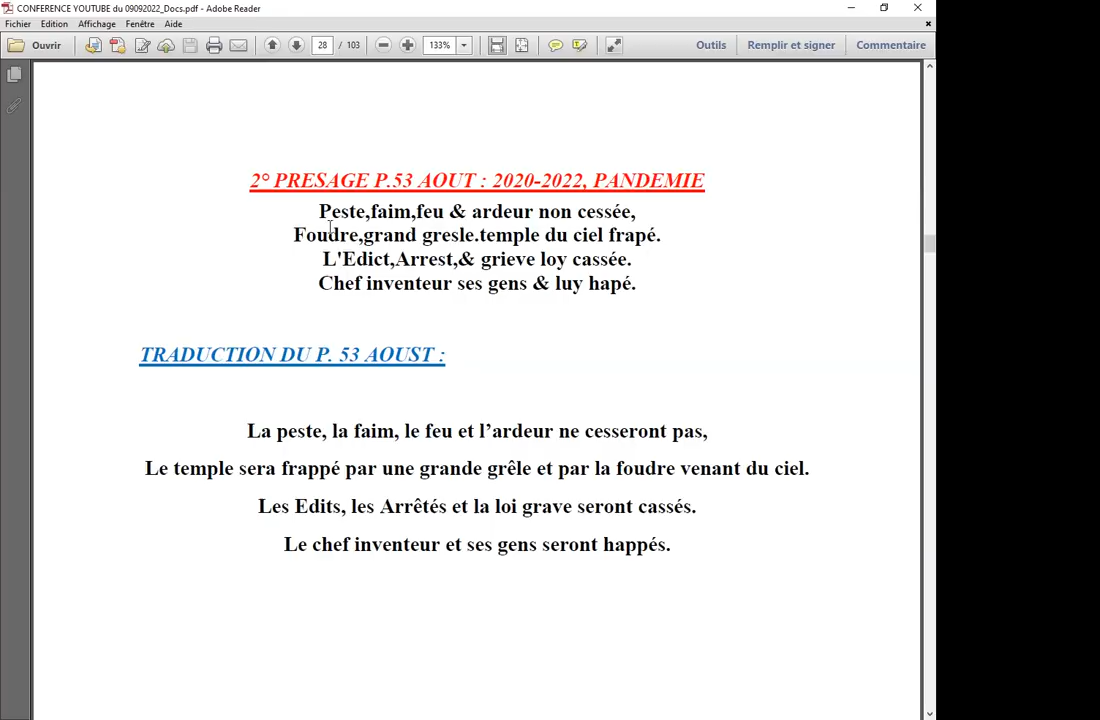 CONFERENCE YOUTUBE du 09092022_Docs.pdf - Adobe Reader
Fichier Edition Affichage Fenêtre Aide
Ouvrir 28 / 103 133% Outils Remplir et signer Commentaire
2° PRESAGE P.53 AOUT : 2020-2022, PANDEMIE
Peste,faim,feu & ardeur non cessée,
Foudre,grand gresle.temple du ciel frapé.
L'Edict,Arrest,& grieve loy cassée.
Chef inventeur ses gens & luy hapé.
TRADUCTION DU P. 53 AOUST :
La peste, la faim, le feu et l’ardeur ne cesseront pas,
Le temple sera frappé par une grande grêle et par la foudre venant du ciel.
Les Edits, les Arrêtés et la loi grave seront cassés.
Le chef inventeur et ses gens seront happés.